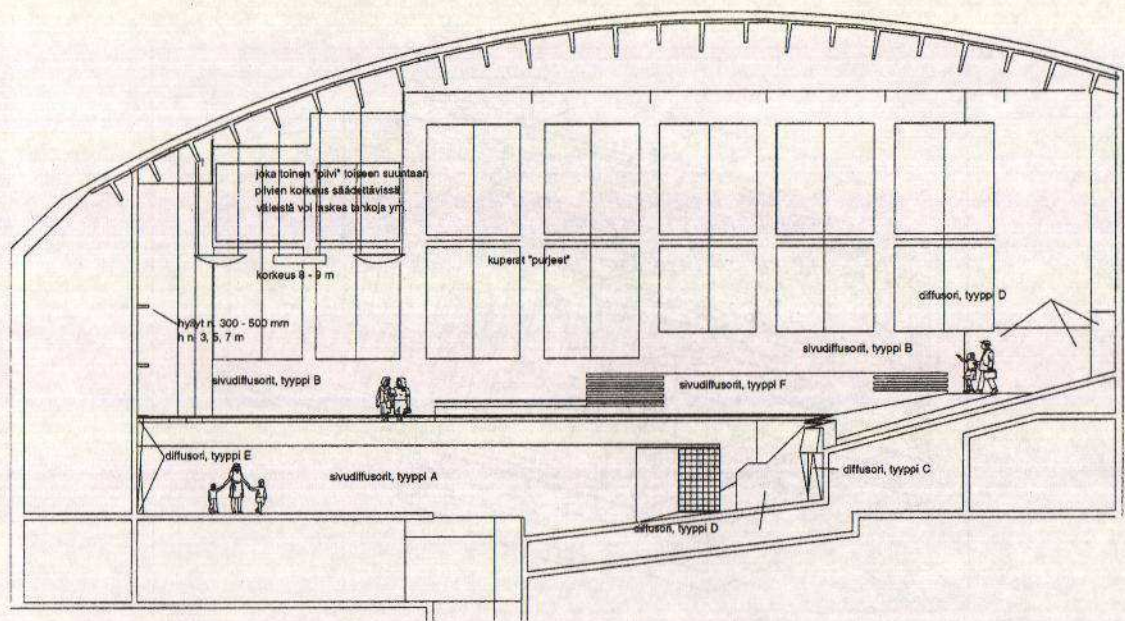 joka toinen "pilvi" toiseen suuntaan
pilvien korkeus säädettävissä
väleistä voi laskea tankoja ym.
korkeus 8 - 9 m
kuperat "purjeet"
diffusori, tyyppi D
hyllyt n. 300 - 500 mm
h n. 3, 5, 7 m
sivudiffusorit, tyyppi B
sivudiffusorit, tyyppi B
sivudiffusorit, tyyppi F
diffusori, tyyppi E
sivudiffusorit, tyyppi A
diffusori, tyyppi C
diffusori, tyyppi D